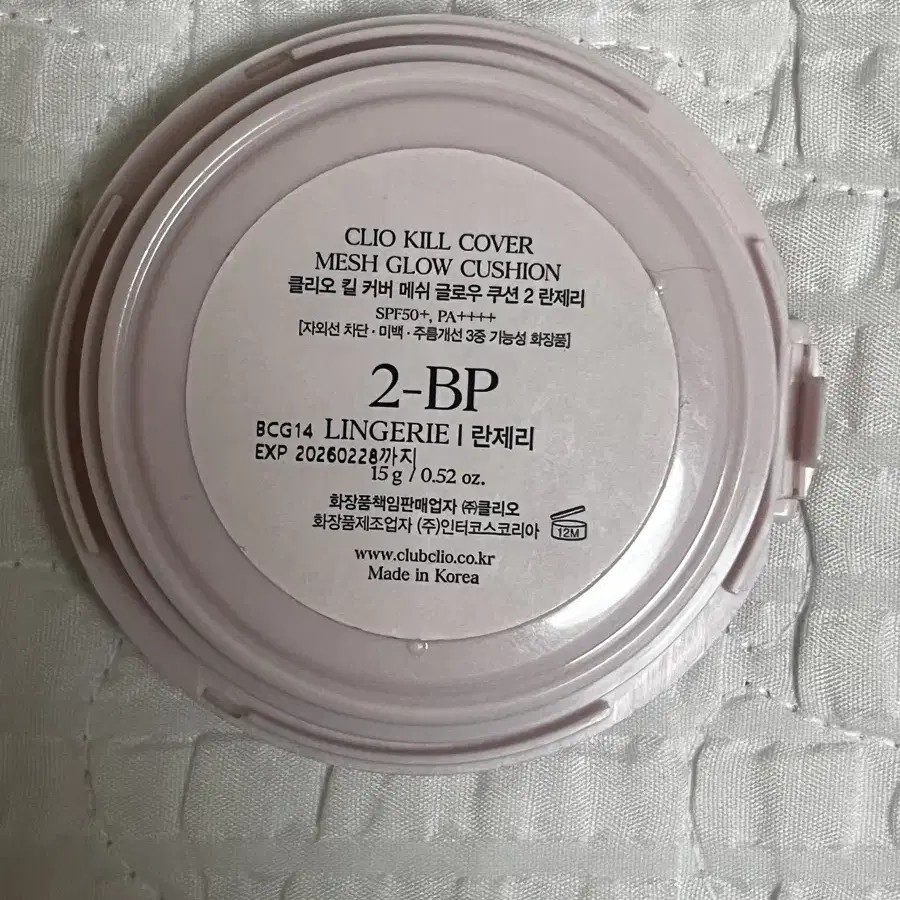 CLIO KILL COVER
MESH GLOW CUSHION
클리오 킬 커버 메쉬 글로우 쿠션 2 란제리
SPF50+, PA++++
[자외선 차단 · 미백 · 주름개선 3중 기능성 화장품]
2-BP
BCG14 LINGERIE | 란제리
EXP 20260228까지
15 g / 0.52 oz.
화장품책임판매업자 ㈜클리오
화장품제조업자 (주)인터코스코리아
12M
www.clubclio.co.kr
Made in Korea